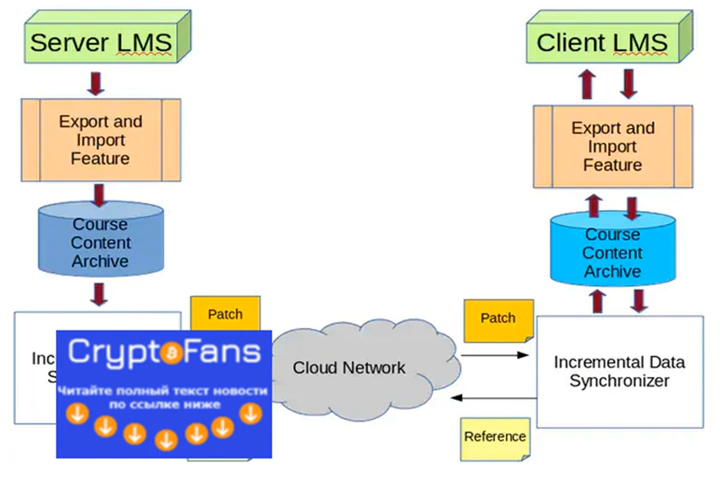 Server LMS
Client LMS
Export and
Import
Feature
Export and
Import
Feature
Course
Content
Archive
Course
Content
Archive
Patch
Patch
CryptoFans
Читайте полный текст новости
по ссылке ниже
Cloud Network
Incremental Data
Synchronizer
Reference